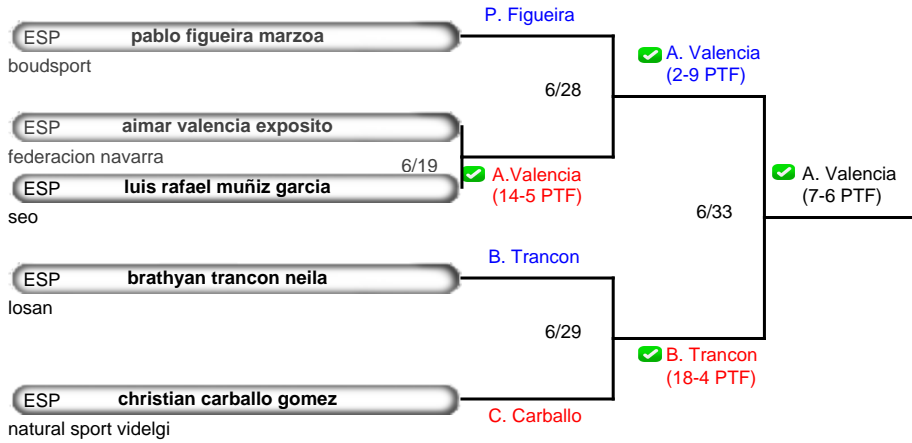 P. Figueira
ESP pablo figueira marzoa
boudsport
A. Valencia
(2-9 PTF)
6/28
ESP aimar valencia exposito
federacion navarra
6/19
A.Valencia
(14-5 PTF)
ESP luis rafael muñiz garcia
seo
A. Valencia
(7-6 PTF)
6/33
B. Trancon
ESP brathyan trancon neila
losan
6/29
B. Trancon
(18-4 PTF)
ESP christian carballo gomez
C. Carballo
natural sport videlgi